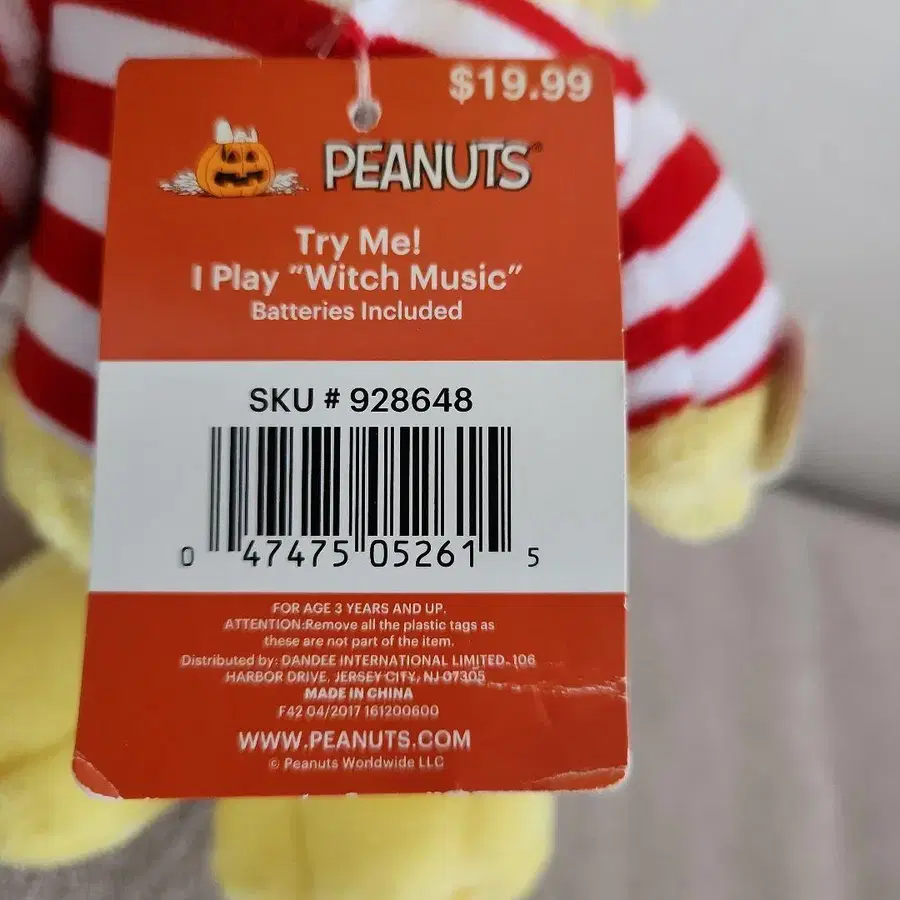 $19.99
PEANUTS
Try Me!
I Play "Witch Music"
Batteries Included
SKU # 928648
0 47475 05261 5
FOR AGE 3 YEARS AND UP.
ATTENTION:Remove all the plastic tags as
these are not part of the item.
Distributed by: DANDEE INTERNATIONAL LIMITED. 106
HARBOR DRIVE, JERSEY CITY, NJ 07305
MADE IN CHINA
F42 04/2017 161200600
WWW.PEANUTS.COM
© Peanuts Worldwide LLC